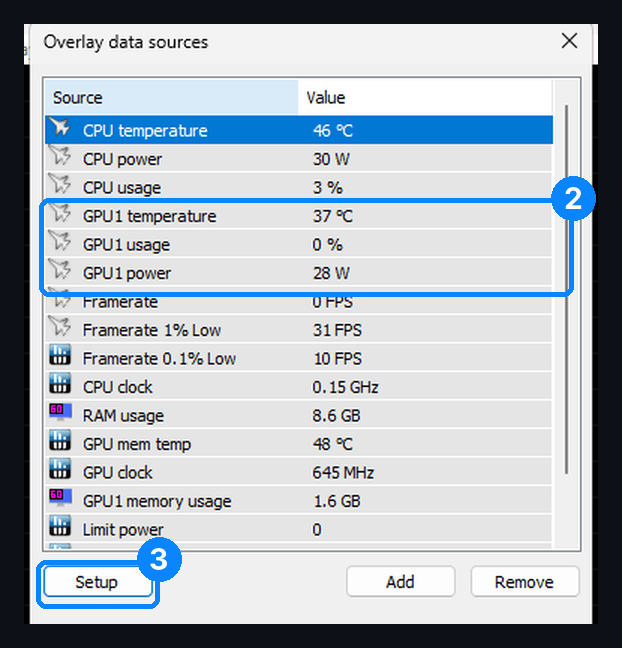 Overlay data sources
Source Value
CPU temperature 46 °C
CPU power 30 W
CPU usage 3 %
2
GPU1 temperature 37 °C
GPU1 usage 0 %
GPU1 power 28 W
Framerate 0 FPS
Framerate 1% Low 31 FPS
Framerate 0.1% Low 10 FPS
CPU clock 0.15 GHz
60 RAM usage 8.6 GB
GPU mem temp 48 °C
GPU clock 645 MHz
60 GPU1 memory usage 1.6 GB
Limit power 0
3
Setup Add Remove